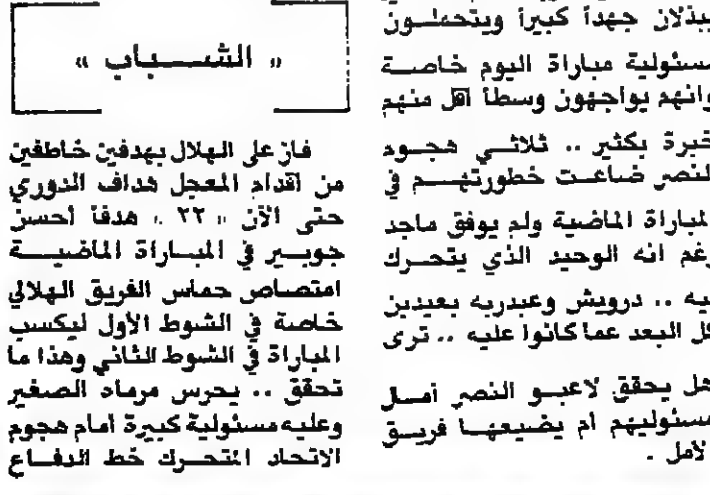 يبذلان جهداً كبيراً ويتحملون
مسئولية مباراة اليوم خاصة
وانهم يواجهون وسطاً اقل منهم
خبرة بكثير .. ثلاثي هجوم
النصر ضاعت خطورتهم في
المباراة الماضية ولم يوفق ماجد
رغم انه الوحيد الذي يتحرك
فيه .. درويش وعبدربه بعيدين
كل البعد عما كانوا عليه .. ترى
هل يحقق لاعبو النصر أمال
مسئوليهم ام يضيعها فريق
الأمل .
« الشباب »
فاز على الهلال بهدفين خاطفين
من اقدام المعجل هداف الدوري
حتى الآن « ٢٢ » هدفاً أحسن
جوبير في المباراة الماضية
امتصاص حماس الفريق الهلالي
خاصة في الشوط الأول ليكسب
المباراة في الشوط الثاني وهذا ما
تحقق .. يحرس مرماه الصغير
وعليه مسئولية كبيرة امام هجوم
الاتحاد المتحرك خط الدفاع